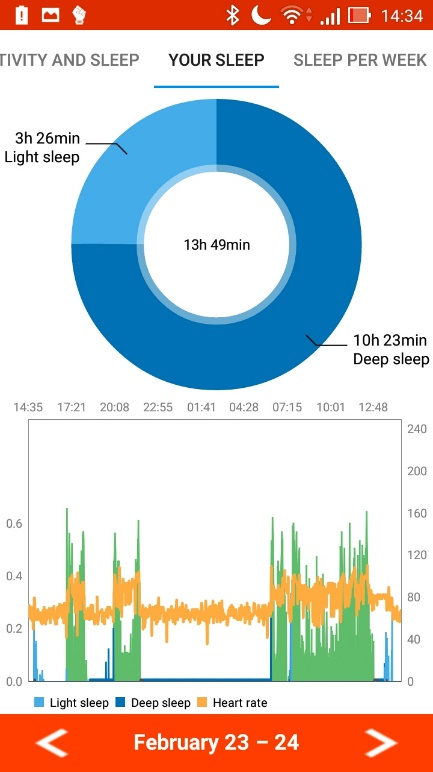 14:34
TIVITY AND SLEEP YOUR SLEEP SLEEP PER WEEK
3h 26min
Light sleep
13h 49min
10h 23min
Deep sleep
14:35 17:21 20:08 22:55 01:41 04:28 07:15 10:01 12:48
240
200
160
0.6
120
0.4
80
0.2
40
0.0 0
Light sleep Deep sleep Heart rate
February 23 – 24